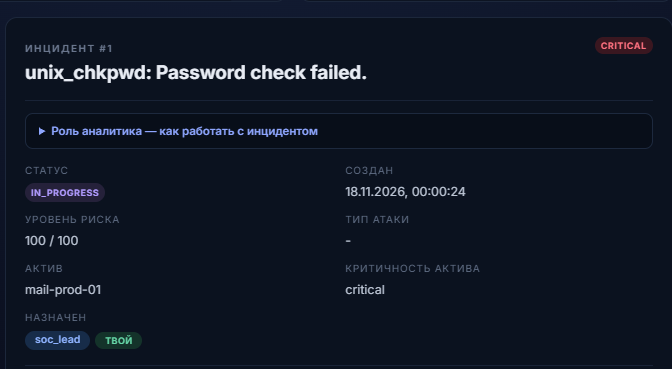 ИНЦИДЕНТ #1
CRITICAL
unix_chkpwd: Password check failed.
▶ Роль аналитика — как работать с инцидентом
СТАТУС
СОЗДАН
IN_PROGRESS
18.11.2026, 00:00:24
УРОВЕНЬ РИСКА
ТИП АТАКИ
100 / 100
-
АКТИВ
КРИТИЧНОСТЬ АКТИВА
mail-prod-01
critical
НАЗНАЧЕН
soc_lead ТВОЙ